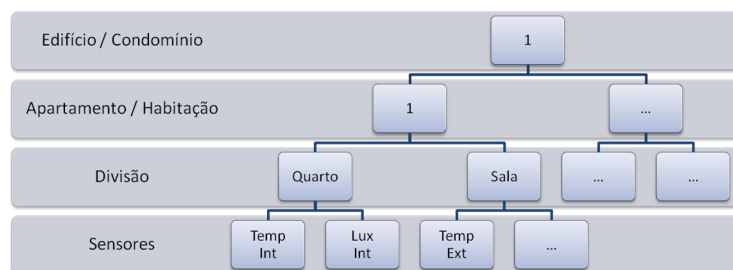 Edifício / Condomínio
1
Apartamento / Habitação
1
...
Divisão
Quarto
Sala
...
...
Sensores
Temp
Int
Lux
Int
Temp
Ext
...